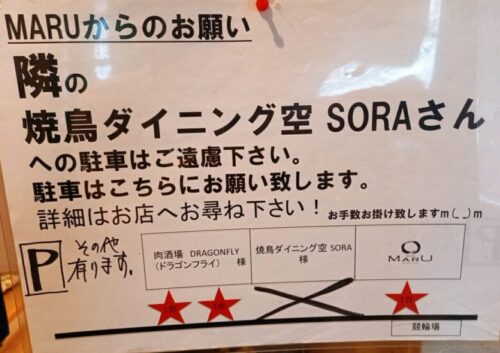 MARUからのお願い
隣の
焼鳥ダイニング空 SORAさん
への駐車はご遠慮下さい。
駐車はこちらにお願い致します。
詳細はお店へお尋ね下さい! お手数お掛け致しますm(_ _)m
P その他
有ります。
肉酒場 DRAGONFLY
(ドラゴンフライ) 様
焼鳥ダイニング空 SORA
様
MARU
競輪場